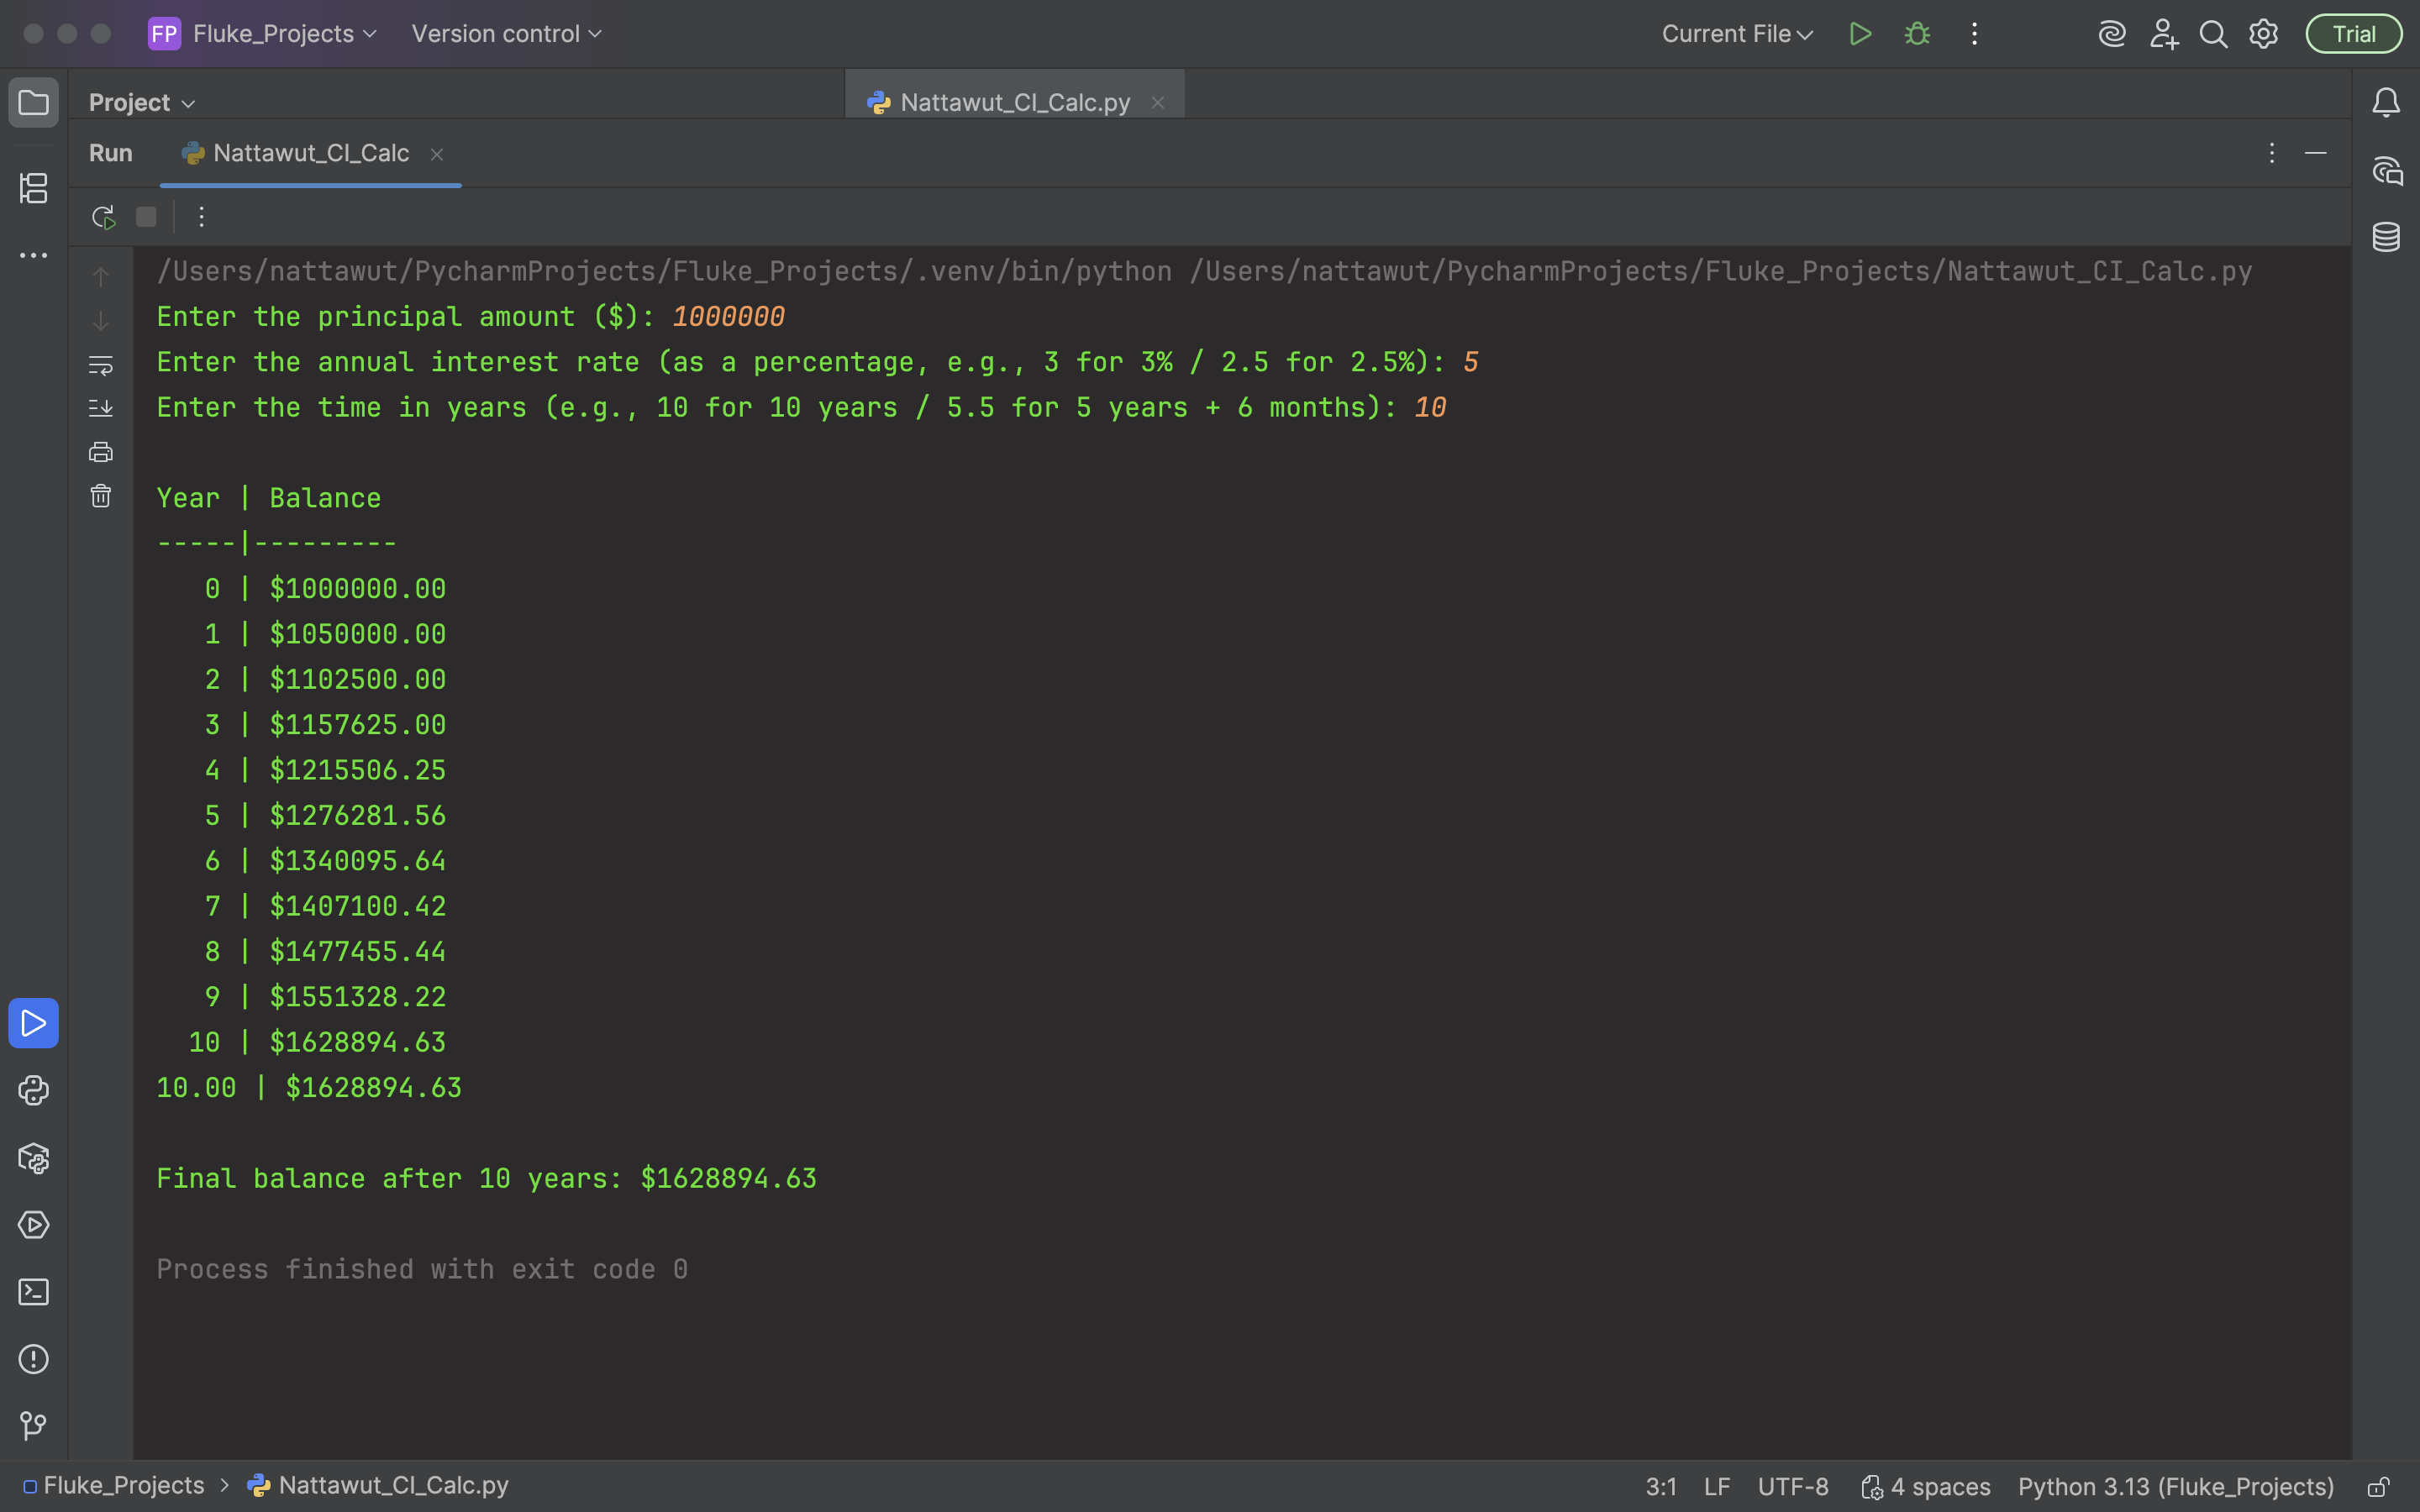 FP Fluke_Projects Version control Current File Trial
Project Nattawut_CI_Calc.py
Run Nattawut_CI_Calc
/Users/nattawut/PycharmProjects/Fluke_Projects/.venv/bin/python /Users/nattawut/PycharmProjects/Fluke_Projects/Nattawut_CI_Calc.py
Enter the principal amount ($): 1000000
Enter the annual interest rate (as a percentage, e.g., 3 for 3% / 2.5 for 2.5%): 5
Enter the time in years (e.g., 10 for 10 years / 5.5 for 5 years + 6 months): 10
Year | Balance
-----|---------
0 | $1000000.00
1 | $1050000.00
2 | $1102500.00
3 | $1157625.00
4 | $1215506.25
5 | $1276281.56
6 | $1340095.64
7 | $1407100.42
8 | $1477455.44
9 | $1551328.22
10 | $1628894.63
10.00 | $1628894.63
Final balance after 10 years: $1628894.63
Process finished with exit code 0
Fluke_Projects > Nattawut_CI_Calc.py 3:1 LF UTF-8 4 spaces Python 3.13 (Fluke_Projects)